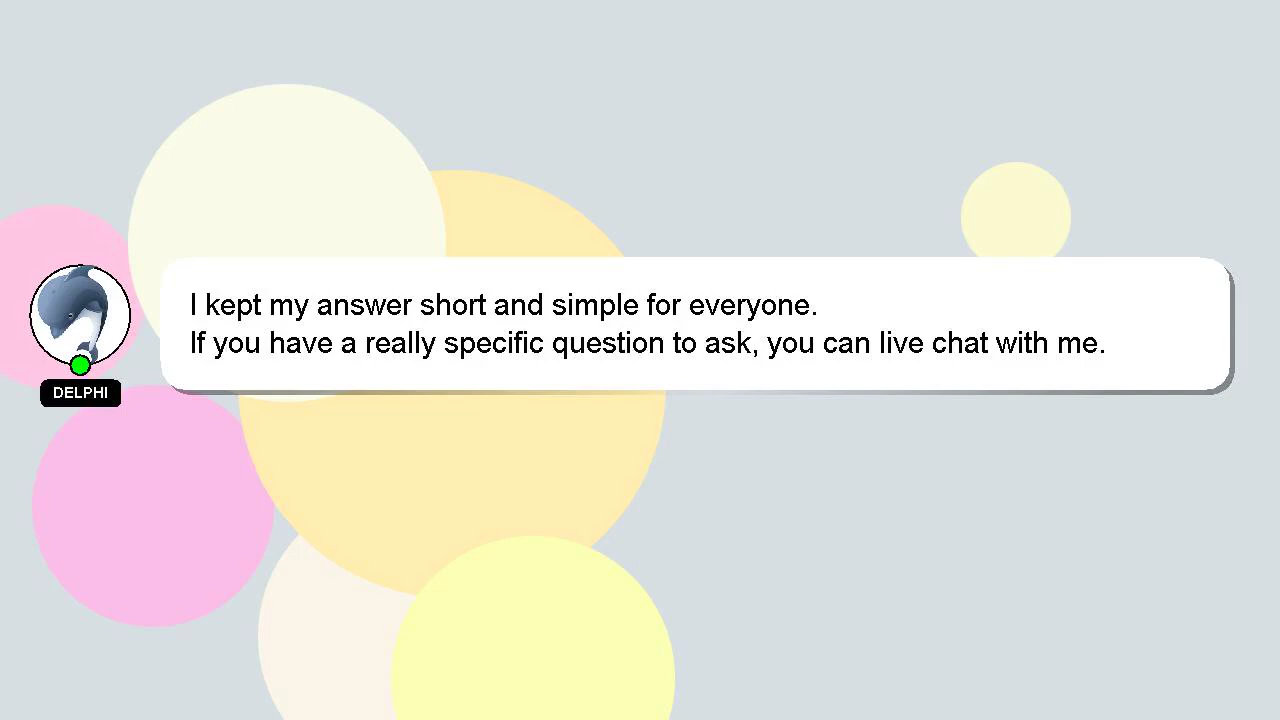 I kept my answer short and simple for everyone.
If you have a really specific question to ask, you can live chat with me.
DELPHI